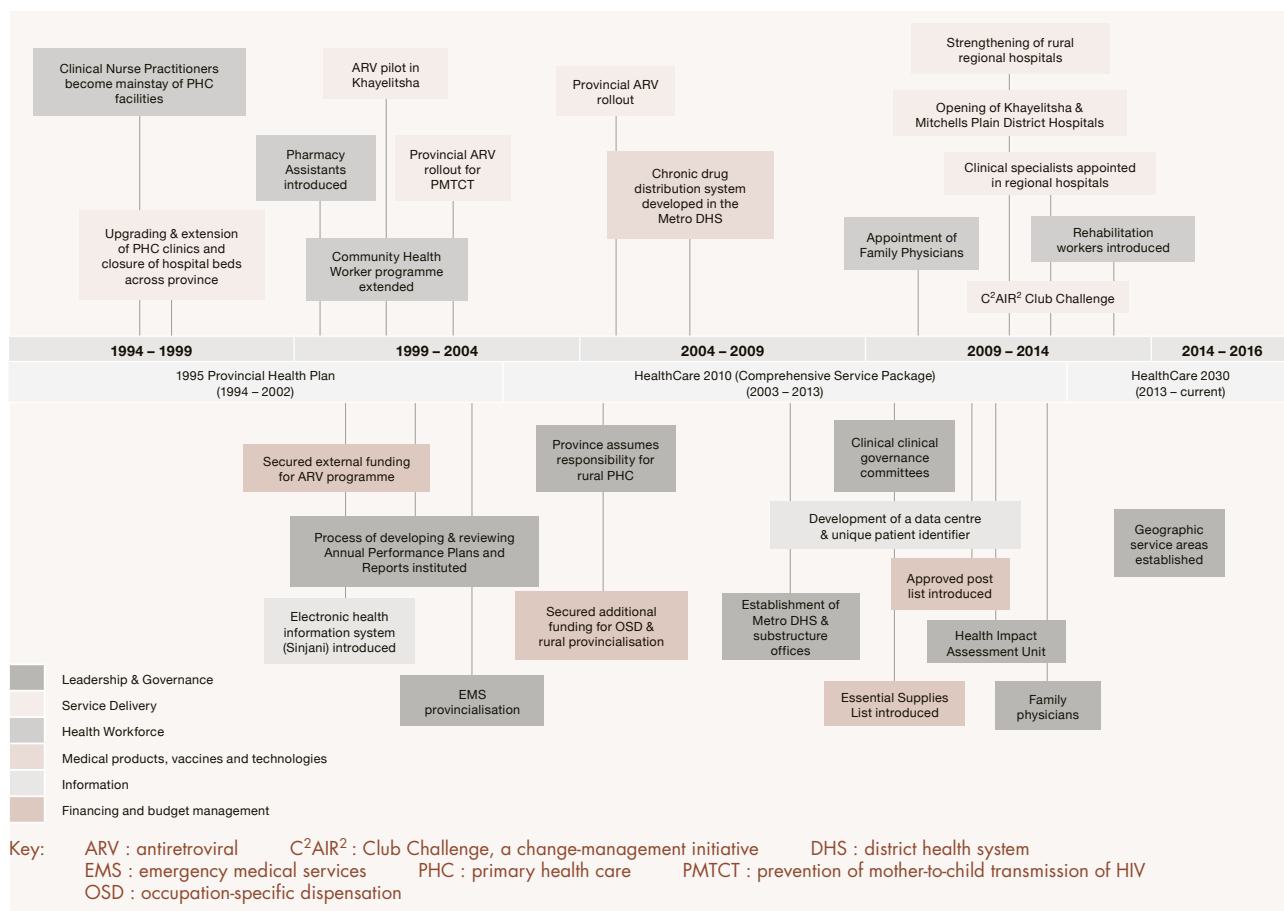 Clinical Nurse Practitioners
become mainstay of PHC
facilities
Upgrading & extension
of PHC clinics and
closure of hospital beds
across province
Pharmacy
Assistants
introduced
ARV pilot in
Khayelitsha
Provincial ARV
rollout for
PMTCT
Community Health
Worker programme
extended
Provincial ARV
rollout
Chronic drug
distribution system
developed in the
Metro DHS
Strengthening of rural
regional hospitals
Opening of Khayelitsha &
Mitchells Plain District Hospitals
Clinical specialists appointed
in regional hospitals
Appointment of
Family Physicians
Rehabilitation
workers introduced
C²AIR² Club Challenge
1994 – 1999
1999 – 2004
2004 – 2009
2009 – 2014
2014 – 2016
1995 Provincial Health Plan
(1994 – 2002)
HealthCare 2010 (Comprehensive Service Package)
(2003 – 2013)
HealthCare 2030
(2013 – current)
Secured external funding
for ARV programme
Process of developing & reviewing
Annual Performance Plans and
Reports instituted
Electronic health
information system
(Sinjani) introduced
EMS
provincialisation
Province assumes
responsibility for
rural PHC
Secured additional
funding for OSD &
rural provincialisation
Clinical clinical
governance
committees
Development of a data centre
& unique patient identifier
Approved post
list introduced
Establishment of
Metro DHS &
substructure
offices
Health Impact
Assessment Unit
Essential Supplies
List introduced
Family
physicians
Geographic
service areas
established
Leadership & Governance
Service Delivery
Health Workforce
Medical products, vaccines and technologies
Information
Financing and budget management
Key: ARV : antiretroviral C²AIR² : Club Challenge, a change-management initiative DHS : district health system
EMS : emergency medical services PHC : primary health care PMTCT : prevention of mother-to-child transmission of HIV
OSD : occupation-specific dispensation